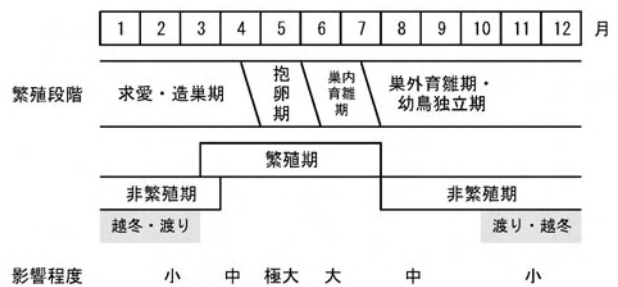 1 2 3 4 5 6 7 8 9 10 11 12 月
繁殖段階 求愛・造巣期 抱卵期 巣内育雛期 巣外育雛期・幼鳥独立期
繁殖期
非繁殖期 非繁殖期
越冬・渡り 渡り・越冬
影響程度 小 中 極大 大 中 小